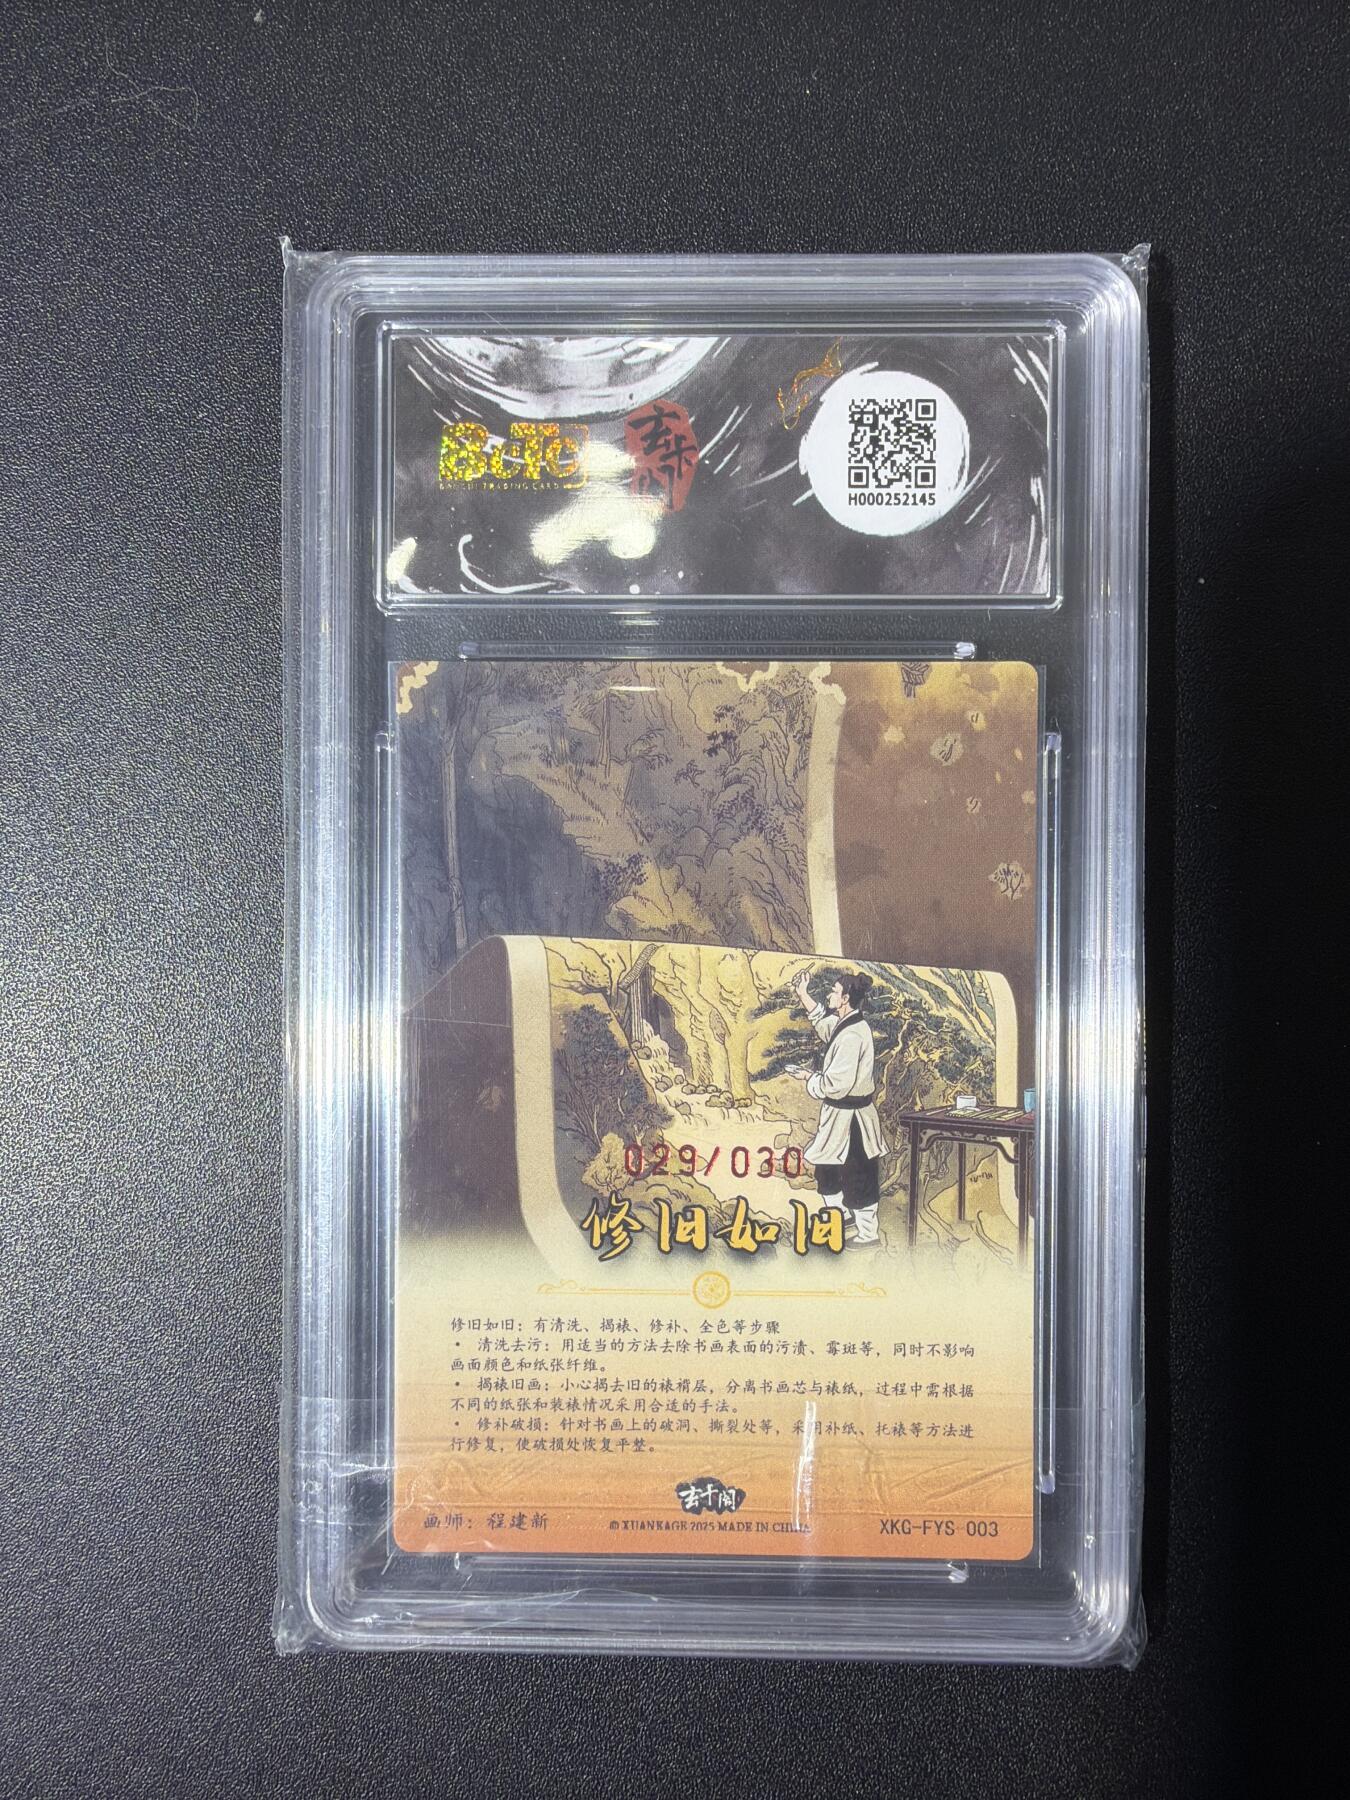 BcTc
玄卡阁
H000252145
029/030
修旧如旧
修旧如旧：有清洗、揭裱、修补、全色等步骤
• 清洗去污：用适当的方法去除书画表面的污渍、霉斑等，同时不影响
画面颜色和纸张纤维。
• 揭裱旧画：小心揭去旧的裱褙层，分离书画芯与裱纸，过程中需根据
不同的纸张和装裱情况采用合适的手法。
• 修补破损：针对书画上的破洞、撕裂处等，采用补纸、托裱等方法进
行修复，使破损处恢复平整。
玄卡阁
画师：程建新
© XUANKAGE 2025 MADE IN CHINA
XKG-FYS-003